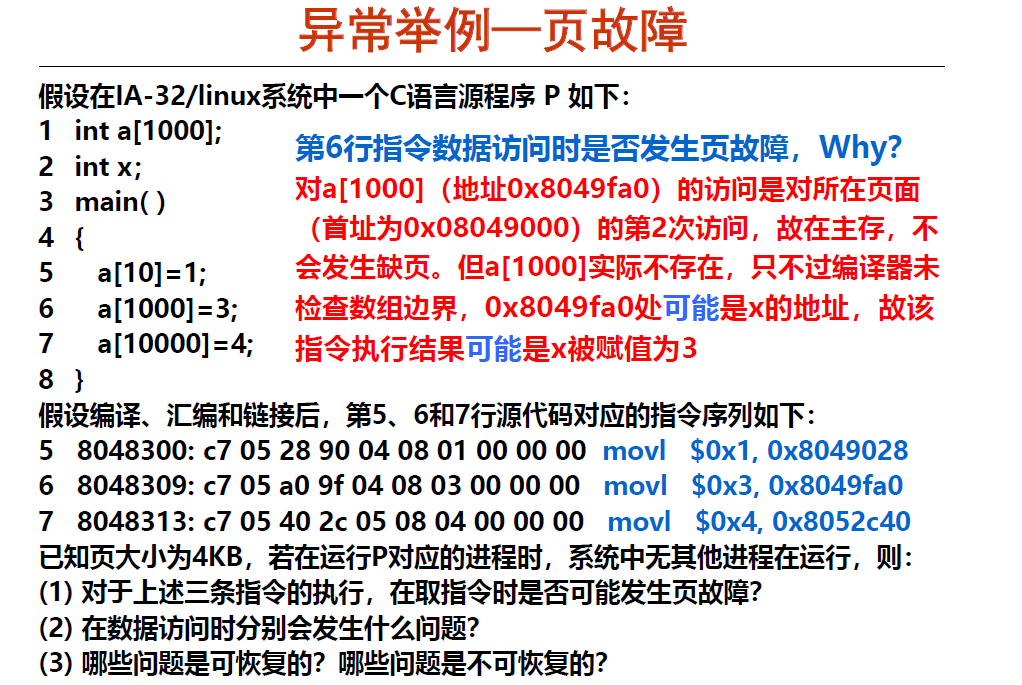 异常举例—页故障
假设在IA-32/linux系统中一个C语言源程序 P 如下：
1 int a[1000];
2 int x;
3 main( )
4 {
5 a[10]=1;
6 a[1000]=3;
7 a[10000]=4;
8 }
第6行指令数据访问时是否发生页故障，Why?
对a[1000]（地址0x8049fa0）的访问是对所在页面
（首址为0x08049000）的第2次访问，故在主存，不
会发生缺页。但a[1000]实际不存在，只不过编译器未
检查数组边界，0x8049fa0处可能是x的地址，故该
指令执行结果可能是x被赋值为3
假设编译、汇编和链接后，第5、6和7行源代码对应的指令序列如下：
5 8048300: c7 05 28 90 04 08 01 00 00 00 movl $0x1, 0x8049028
6 8048309: c7 05 a0 9f 04 08 03 00 00 00 movl $0x3, 0x8049fa0
7 8048313: c7 05 40 2c 05 08 04 00 00 00 movl $0x4, 0x8052c40
已知页大小为4KB，若在运行P对应的进程时，系统中无其他进程在运行，则：
(1) 对于上述三条指令的执行，在取指令时是否可能发生页故障？
(2) 在数据访问时分别会发生什么问题？
(3) 哪些问题是可恢复的？哪些问题是不可恢复的？